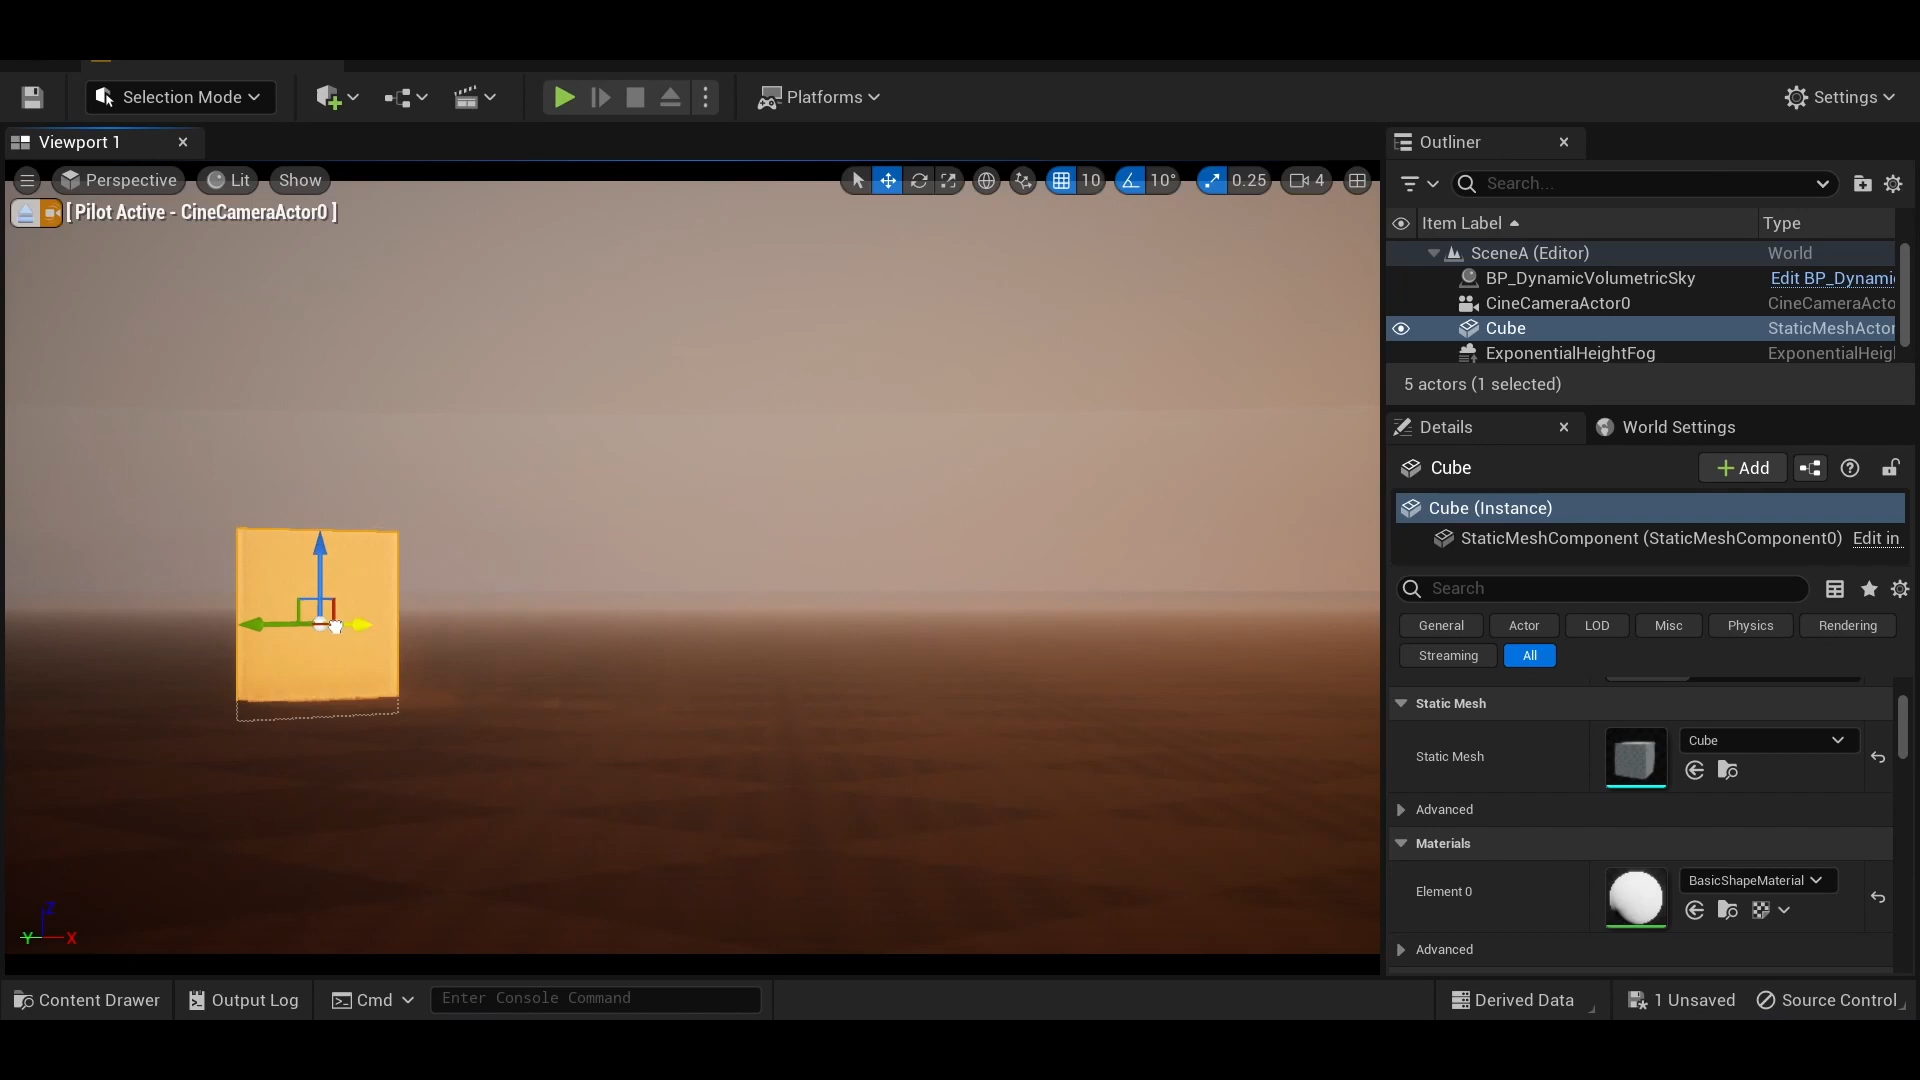 Selection Mode
Platforms
Settings
Viewport 1
Perspective
Lit
Show
10
10°
0.25
4
[ Pilot Active - CineCameraActor0 ]
Z
Y
X
Outliner
Search...
Item Label
Type
SceneA (Editor)
World
BP_DynamicVolumetricSky
Edit BP_Dynami
CineCameraActor0
CineCameraActo
Cube
StaticMeshActor
ExponentialHeightFog
ExponentialHeigh
5 actors (1 selected)
Details
World Settings
Cube
Add
Cube (Instance)
StaticMeshComponent (StaticMeshComponent0)
Edit in
Search
General
Actor
LOD
Misc
Physics
Rendering
Streaming
All
Static Mesh
Static Mesh
Cube
Advanced
Materials
Element 0
BasicShapeMaterial
Advanced
Content Drawer
Output Log
Cmd
Enter Console Command
Derived Data
1 Unsaved
Source Control